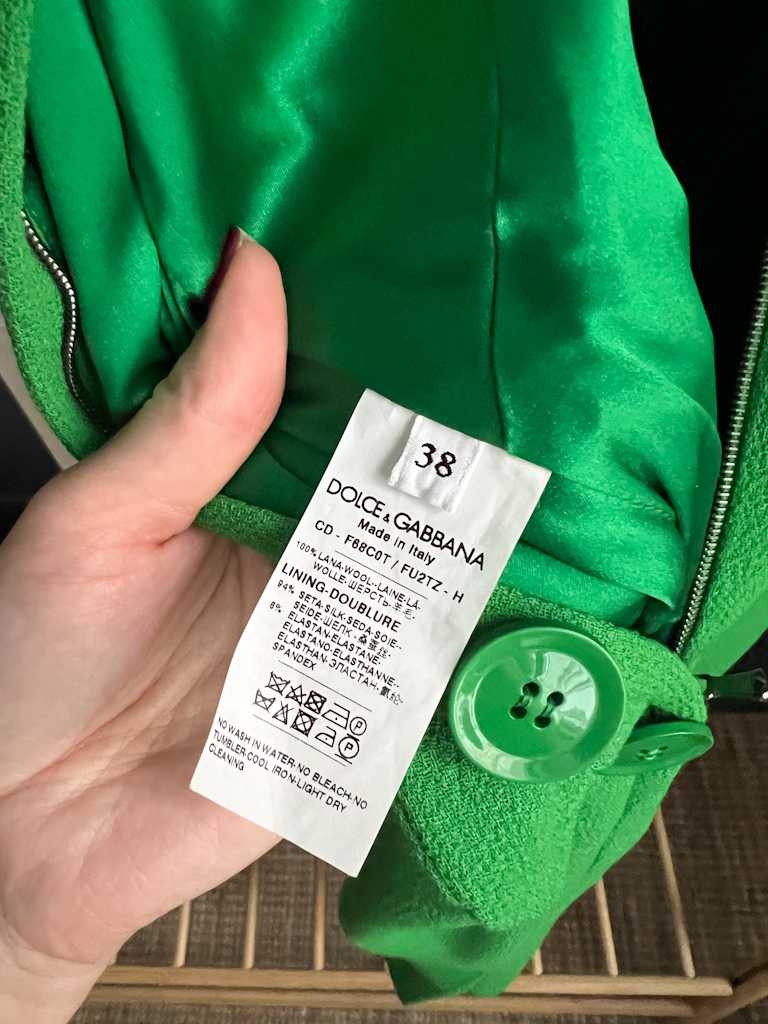 38
DOLCE & GABBANA
Made in Italy
CD - F68C0T / FU2TZ - H
100% LANA-WOOL-LAINE-LA-
WOLLE-ШЕРСТЬ-羊毛-
LINING-DOUBLURE
94% SETA-SILK-SEDA-SOIE-
SEIDE-ШЕЛК-桑蚕丝-
6% ELASTAN-ELASTANE-
ELASTANO-ELASTHANNE-
ELASTHAN-ЭЛАСТАН-氨纶-
SPANDEX
P
P
NO WASH IN WATER-NO BLEACH-NO
TUMBLER-COOL IRON-LIGHT DRY
CLEANING